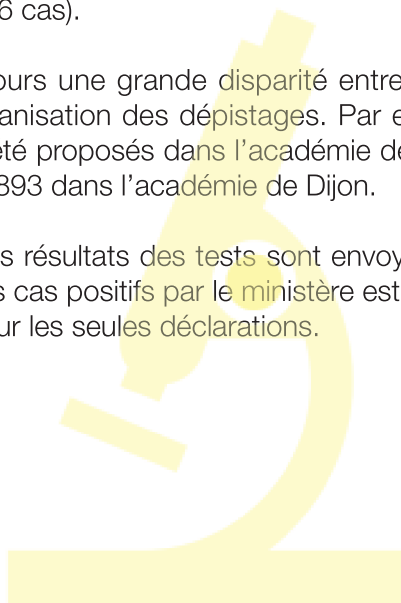 6 cas).
ours une grande disparité entre
anisation des dépistages. Par e
été proposés dans l’académie de
893 dans l’académie de Dijon.
s résultats des tests sont envoy
s cas positifs par le ministère est
ur les seules déclarations.